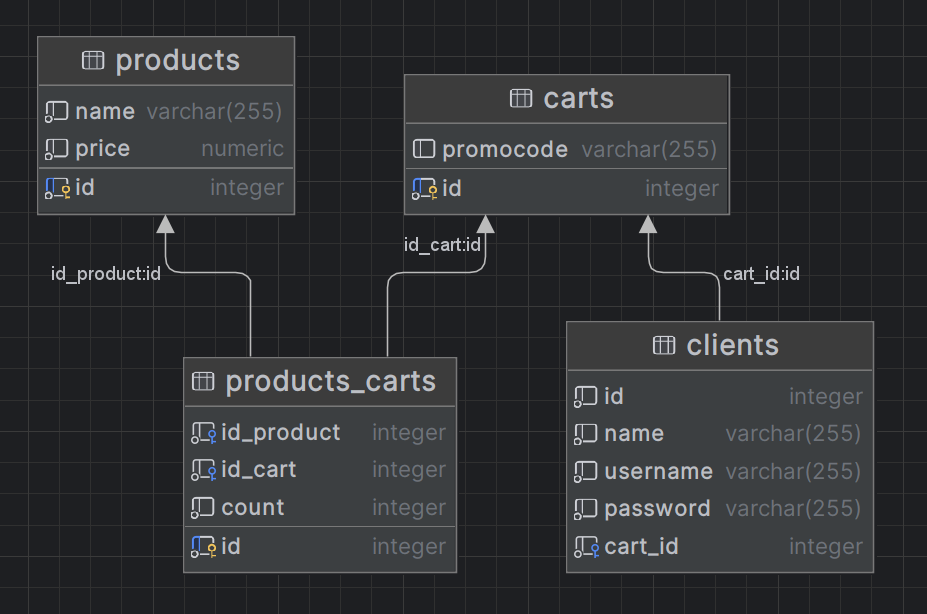 products
name varchar(255)
price numeric
id integer
carts
promocode varchar(255)
id integer
id_product:id
id_cart:id
cart_id:id
products_carts
id_product integer
id_cart integer
count integer
id integer
clients
id integer
name varchar(255)
username varchar(255)
password varchar(255)
cart_id integer